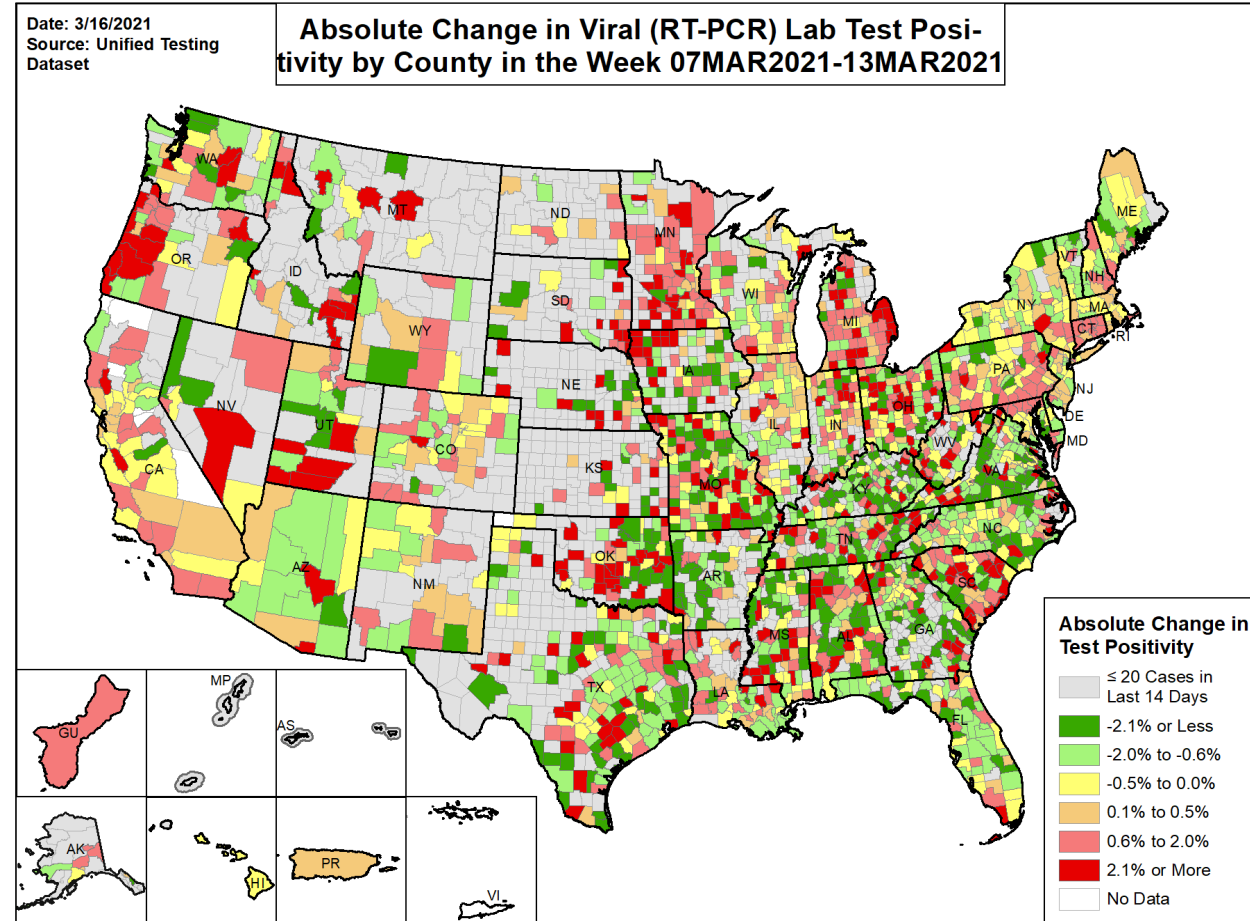 Date: 3/16/2021
Source: Unified Testing
Dataset
Absolute Change in Viral (RT-PCR) Lab Test Posi-
tivity by County in the Week 07MAR2021-13MAR2021
WA
MT
ND
MN
ME
OR
ID
SD
WI
VT
NH
NY
MA
WY
MI
CT
RI
NE
IA
PA
NV
UT
CO
IL
IN
OH
NJ
DE
MD
CA
KS
MO
WV
VA
KY
NC
TN
AZ
NM
OK
AR
SC
MS
AL
GA
TX
LA
FL
GU
MP
AS
AK
HI
PR
VI
Absolute Change in
Test Positivity
≤ 20 Cases in
Last 14 Days
-2.1% or Less
-2.0% to -0.6%
-0.5% to 0.0%
0.1% to 0.5%
0.6% to 2.0%
2.1% or More
No Data